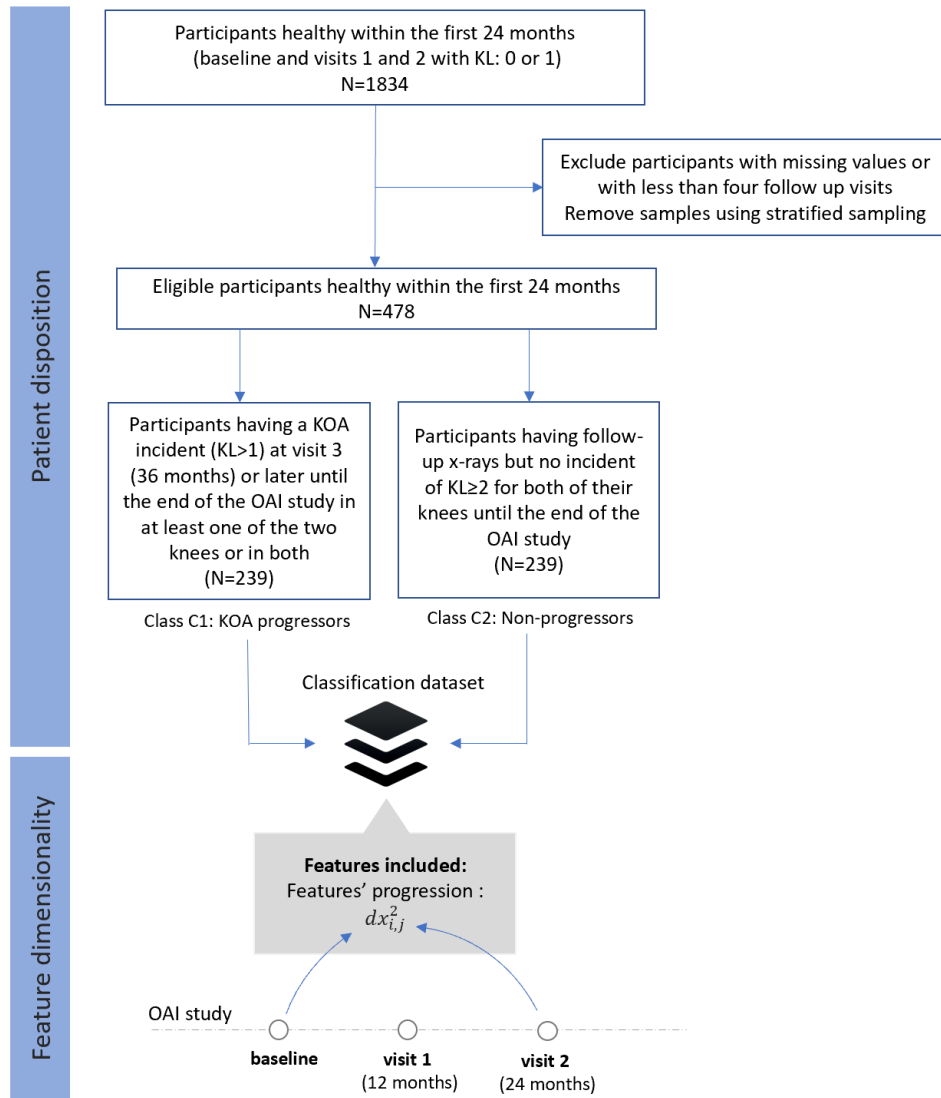 Patient disposition
Participants healthy within the first 24 months
(baseline and visits 1 and 2 with KL: 0 or 1)
N=1834
Exclude participants with missing values or
with less than four follow up visits
Remove samples using stratified sampling
Eligible participants healthy within the first 24 months
N=478
Participants having a KOA
incident (KL>1) at visit 3
(36 months) or later until
the end of the OAI study in
at least one of the two
knees or in both
(N=239)
Participants having follow-
up x-rays but no incident
of KL≥2 for both of their
knees until the end of the
OAI study
(N=239)
Class C1: KOA progressors
Class C2: Non-progressors
Classification dataset
Feature dimensionality
Features included:
Features’ progression :
$dx_{i,j}^{2}$
OAI study
baseline
visit 1
(12 months)
visit 2
(24 months)